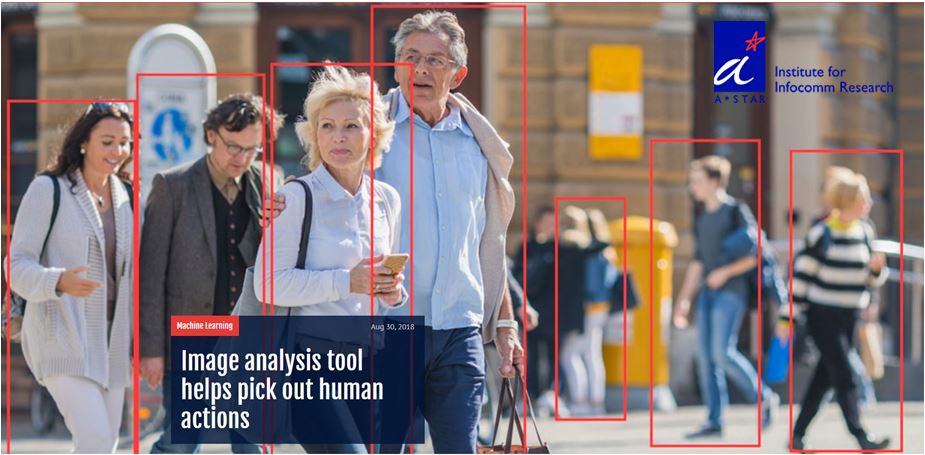 A★STAR
Institute for
Infocomm Research
Machine Learning
Aug 30, 2018
Image analysis tool
helps pick out human
actions